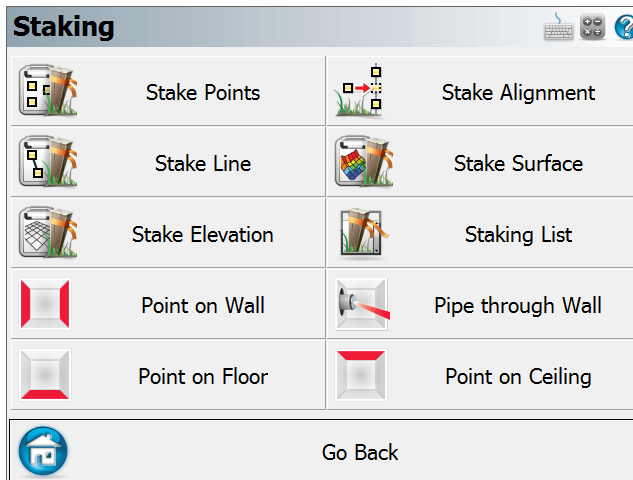 Staking
Stake Points
Stake Alignment
Stake Line
Stake Surface
Stake Elevation
Staking List
Point on Wall
Pipe through Wall
Point on Floor
Point on Ceiling
Go Back